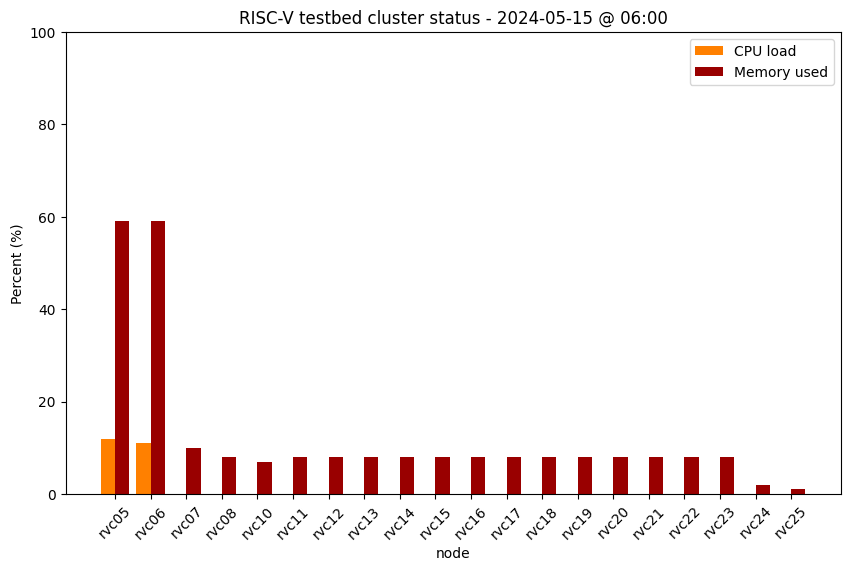 RISC-V testbed cluster status - 2024-05-15 @ 06:00
CPU load
Memory used
Percent (%)
100
80
60
40
20
0
rvc05
rvc06
rvc07
rvc08
rvc10
rvc11
rvc12
rvc13
rvc14
rvc15
rvc16
rvc17
rvc18
rvc19
rvc20
rvc21
rvc22
rvc23
rvc24
rvc25
node